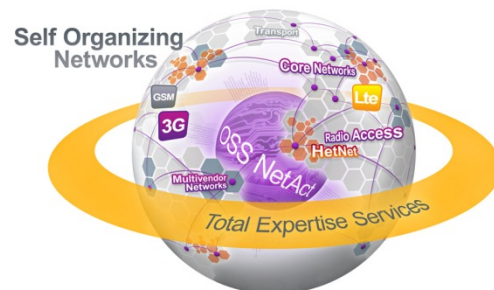 Self Organizing
Networks
Transport
Core Networks
GSM
Lte
3G
Radio Access
HetNet
OSS NetAct
Multivendor
Networks
Total Expertise Services